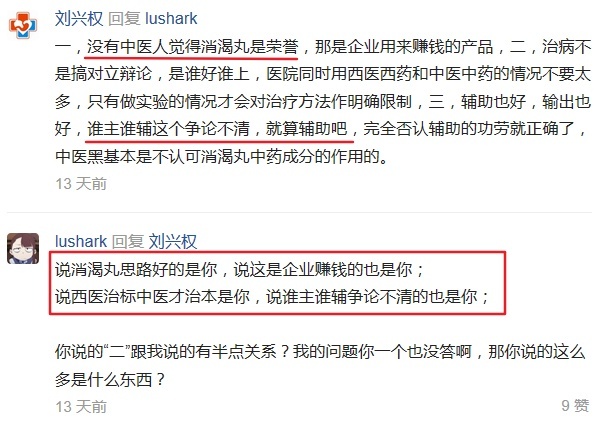 刘兴权 回复 lushark
一，没有中医人觉得消渴丸是荣誉，那是企业用来赚钱的产品，二，治病不
是搞对立辩论，是谁好谁上，医院同时用西医西药和中医中药的情况不要太
多，只有做实验的情况才会对治疗方法作明确限制，三，辅助也好，输出也
好，谁主谁辅这个争论不清，就算辅助吧，完全否认辅助的功劳就正确了，
中医黑基本是不认可消渴丸中药成分的作用的。
13 天前
lushark 回复 刘兴权
说消渴丸思路好的是你，说这是企业赚钱的也是你；
说西医治标中医才治本是你，说谁主谁辅争论不清的也是你；
你说的“二”跟我说的有半点关系？我的问题你一个也没答啊，那你说的这么
多是什么东西？
13 天前 9 赞